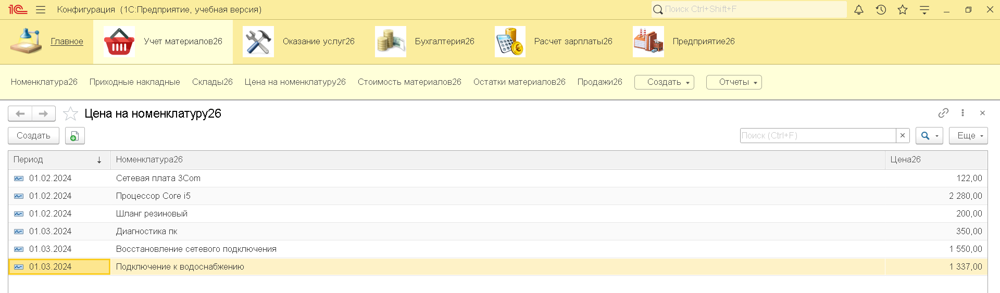 1С Конфигурация (1С:Предприятие, учебная версия) Поиск Ctrl+Shift+F
Главное Учет материалов26 Оказание услуг26 Бухгалтерия26 Расчет зарплаты26 Предприятие26
Номенклатура26 Приходные накладные Склады26 Цена на номенклатуру26 Стоимость материалов26 Остатки материалов26 Продажи26 Создать Отчеты
Цена на номенклатуру26
Создать Поиск (Ctrl+F) Еще
Период Номенклатура26 Цена26
01.02.2024 Сетевая плата 3Com 122,00
01.02.2024 Процессор Core i5 2 280,00
01.02.2024 Шланг резиновый 200,00
01.03.2024 Диагностика пк 350,00
01.03.2024 Восстановление сетевого подключения 1 550,00
01.03.2024 Подключение к водоснабжению 1 337,00